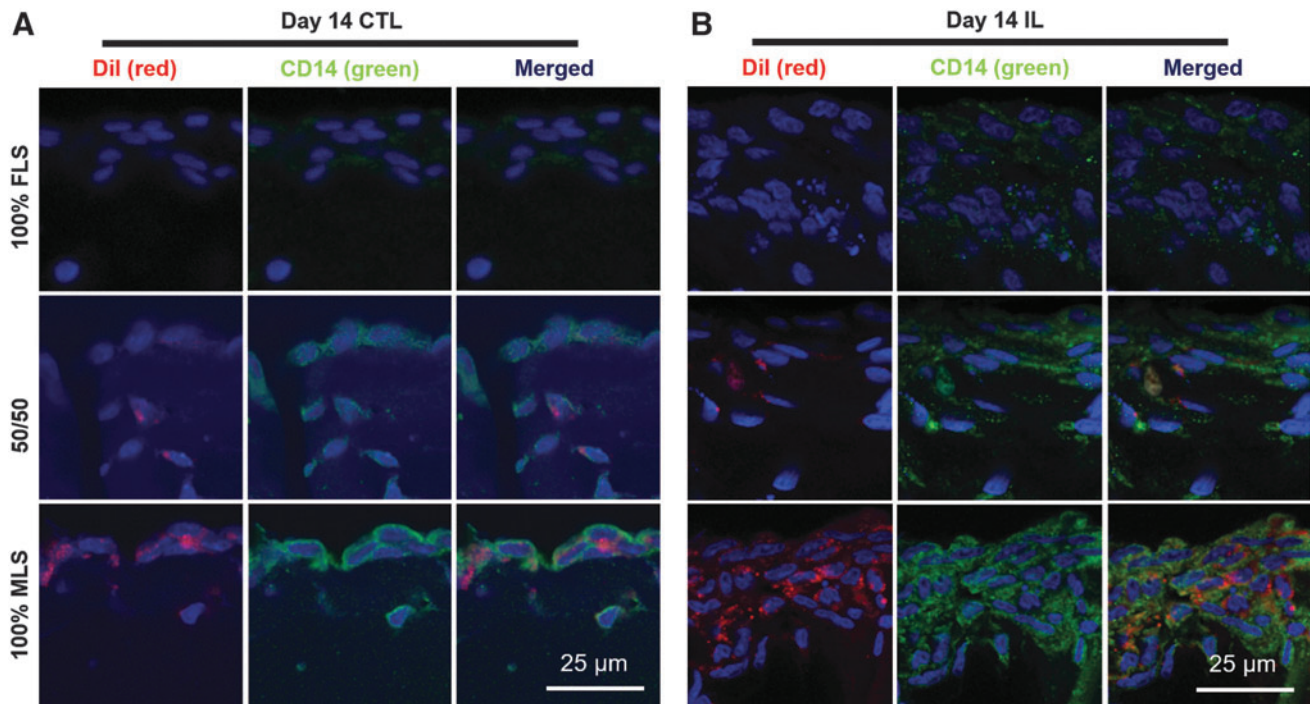 A
Day 14 CTL
DiI (red) CD14 (green) Merged
100% FLS
50/50
100% MLS
25 µm
B
Day 14 IL
DiI (red) CD14 (green) Merged
25 µm